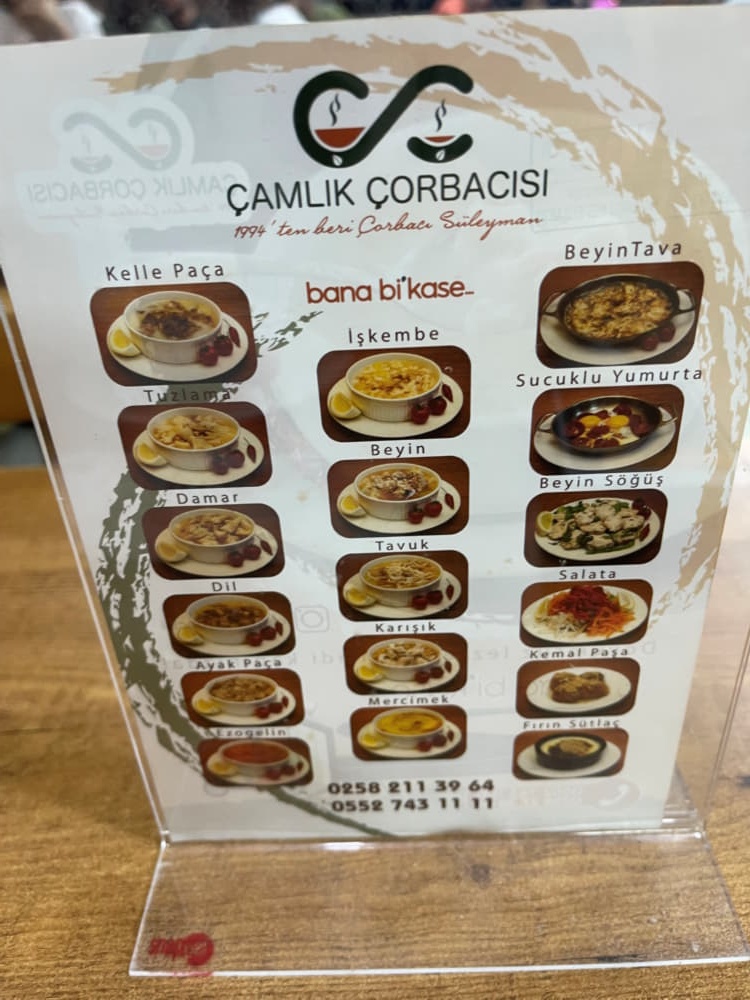 ÇAMLIK ÇORBACISI
1994'ten beri Çorbacı Süleyman
bana bi'kase...
Kelle Paça
Tuzlama
Damar
Dil
Ayak Paça
Ezogelin
İşkembe
Beyin
Tavuk
Karışık
Mercimek
BeyinTava
Sucuklu Yumurta
Beyin Söğüş
Salata
Kemal Paşa
Fırın Sütlaç
0258 211 39 64
0552 743 11 11